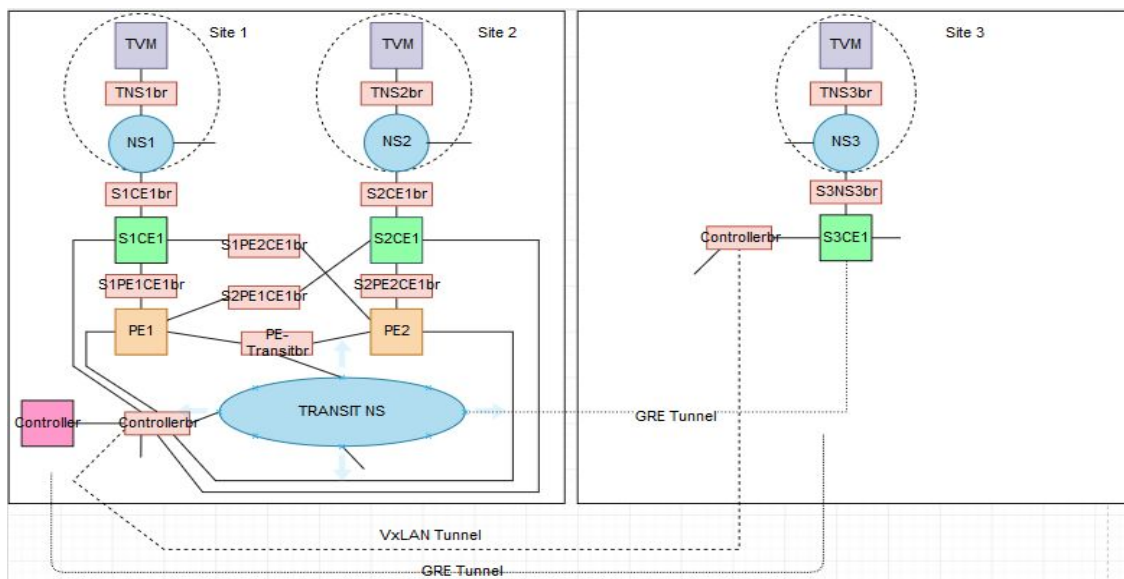 Site 1
Site 2
Site 3
TVM
TVM
TVM
TNS1br
TNS2br
TNS3br
NS1
NS2
NS3
S1CE1br
S2CE1br
S3NS3br
S1CE1
S1PE2CE1br
S2CE1
Controllerbr
S3CE1
S1PE1CE1br
S2PE1CE1br
S2PE2CE1br
PE1
PE-
Transitbr
PE2
Controller
Controllerbr
TRANSIT NS
GRE Tunnel
VxLAN Tunnel
GRE Tunnel